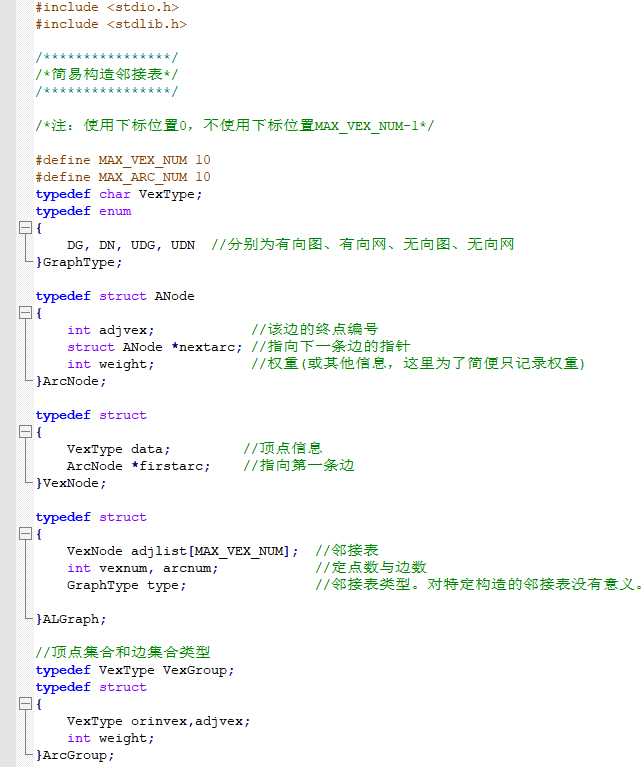 #include <stdio.h>
#include <stdlib.h>
/****************/
/*简易构造邻接表*/
/****************/
/*注：使用下标位置0，不使用下标位置MAX_VEX_NUM-1*/
#define MAX_VEX_NUM 10
#define MAX_ARC_NUM 10
typedef char VexType;
typedef enum
{
    DG, DN, UDG, UDN  //分别为有向图、有向网、无向图、无向网
}GraphType;
typedef struct ANode
{
    int adjvex;            //该边的终点编号
    struct ANode *nextarc; //指向下一条边的指针
    int weight;            //权重(或其他信息，这里为了简便只记录权重)
}ArcNode;
typedef struct
{
    VexType data;         //顶点信息
    ArcNode *firstarc;    //指向第一条边
}VexNode;
typedef struct
{
    VexNode adjlist[MAX_VEX_NUM];  //邻接表
    int vexnum, arcnum;            //定点数与边数
    GraphType type;                //邻接表类型。对特定构造的邻接表没有意义。
}ALGraph;
//顶点集合和边集合类型
typedef VexType VexGroup;
typedef struct
{
    VexType orinvex,adjvex;
    int weight;
}ArcGroup;